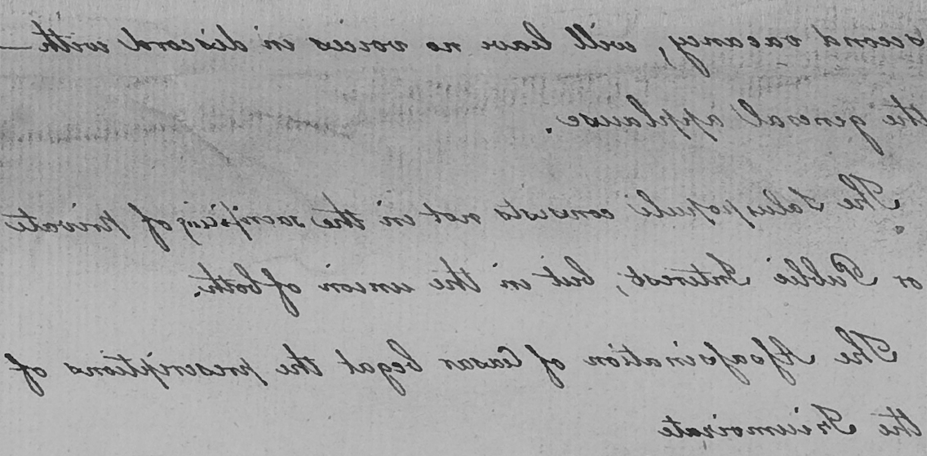 second vacancy, will leave no voices in discord with
the general applause.
The Salus populi consists not in the sacrificing of private
or Public Interest, but in the union of both.
The Assassination of Caesar begat the proscriptions of
the Triumvirate